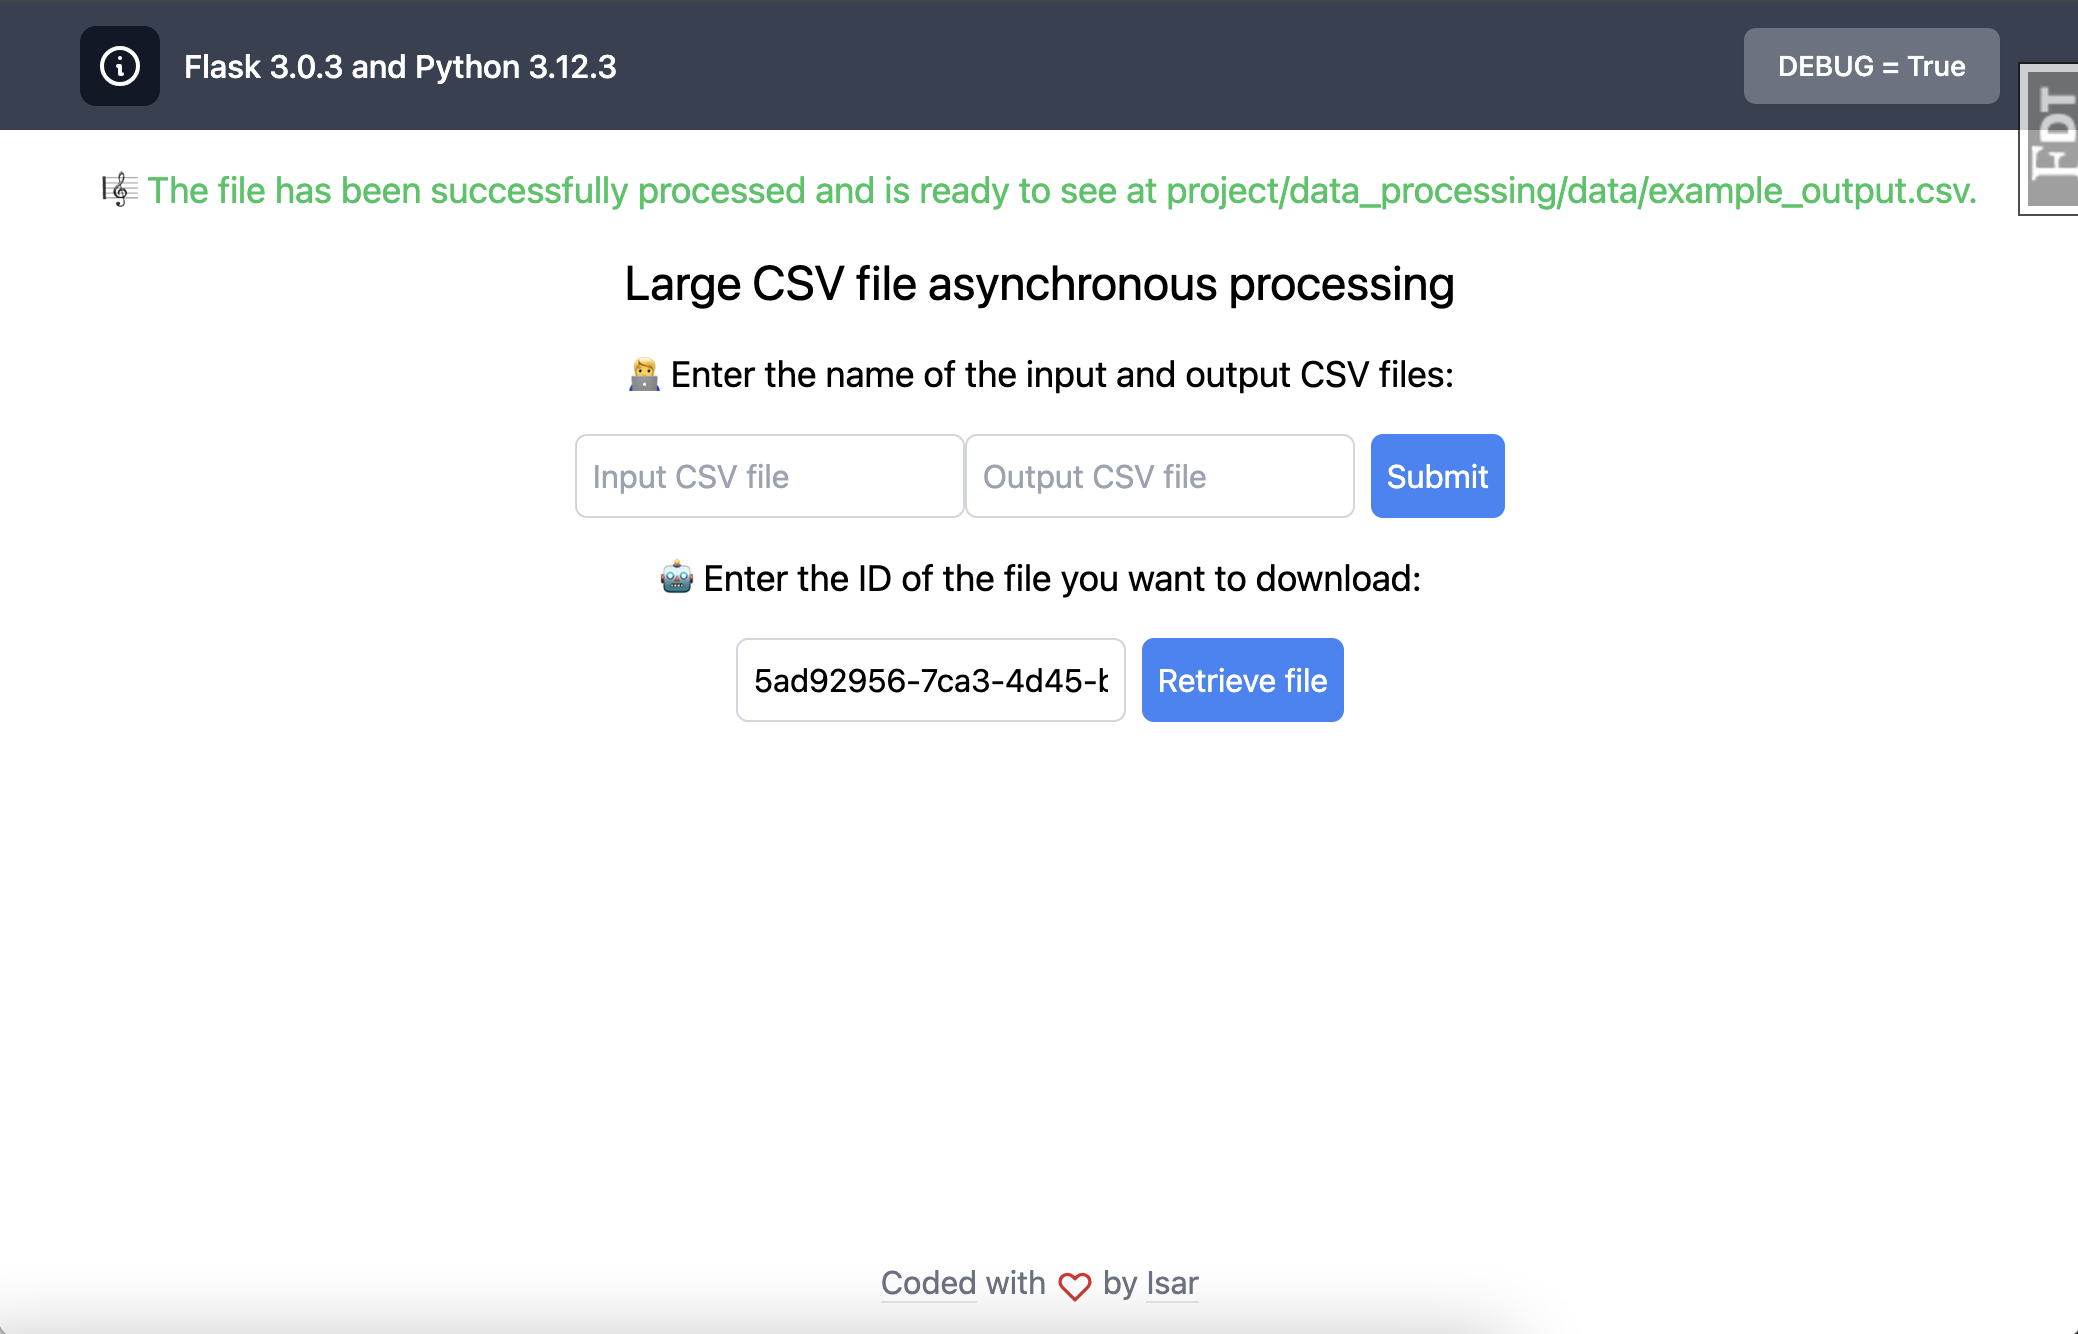 Flask 3.0.3 and Python 3.12.3
DEBUG = True
FDT
🎼 The file has been successfully processed and is ready to see at project/data_processing/data/example_output.csv.
Large CSV file asynchronous processing
👨‍💻 Enter the name of the input and output CSV files:
Input CSV file
Output CSV file
Submit
🤖 Enter the ID of the file you want to download:
5ad92956-7ca3-4d45-b
Retrieve file
Coded with ♡ by Isar